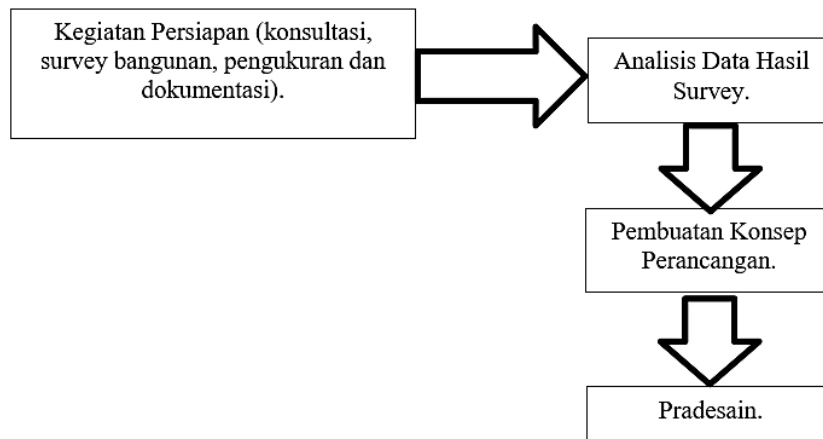 Kegiatan Persiapan (konsultasi,
survey bangunan, pengukuran dan
dokumentasi).
Analisis Data Hasil
Survey.
Pembuatan Konsep
Perancangan.
Pradesain.